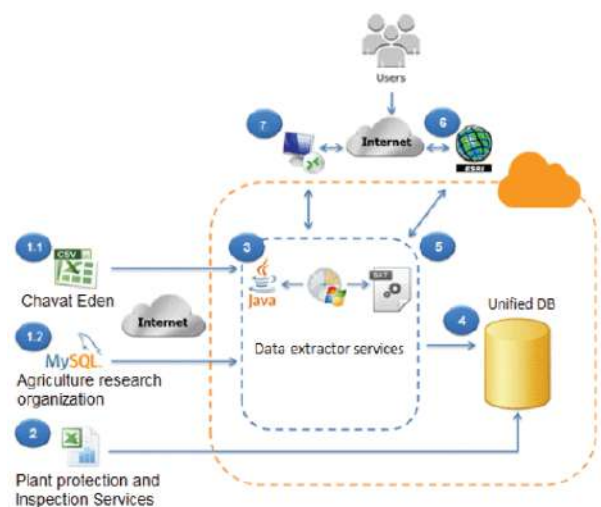 Users
7
6
Internet
ESRI
1.1
CSV
Chavat Eden
3
5
Java
BAT
Unified DB
4
Internet
1.2
MySQL
Data extractor services
Agriculture research
organization
2
Plant protection and
Inspection Services